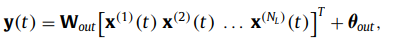 𝐲(t) = 𝐖_out[𝐱^(1)(t) 𝐱^(2)(t) … 𝐱^(N_L)(t)]^T + 𝜽_out,